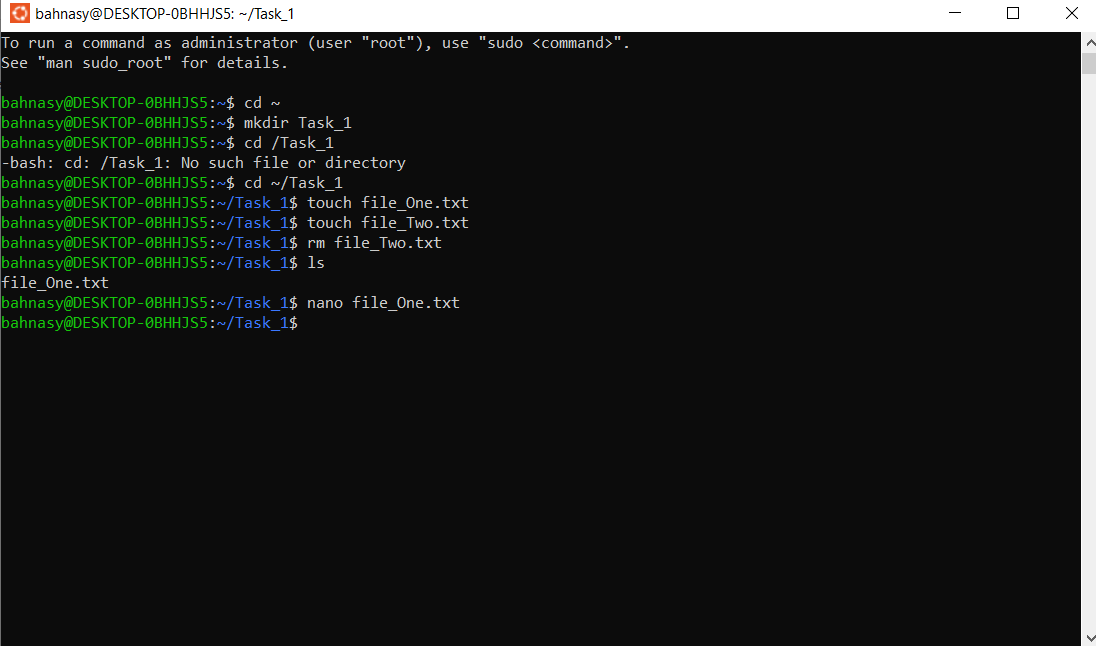 bahnasy@DESKTOP-0BHHJS5: ~/Task_1
To run a command as administrator (user "root"), use "sudo <command>".
See "man sudo_root" for details.
bahnasy@DESKTOP-0BHHJS5:~$ cd ~
bahnasy@DESKTOP-0BHHJS5:~$ mkdir Task_1
bahnasy@DESKTOP-0BHHJS5:~$ cd /Task_1
-bash: cd: /Task_1: No such file or directory
bahnasy@DESKTOP-0BHHJS5:~$ cd ~/Task_1
bahnasy@DESKTOP-0BHHJS5:~/Task_1$ touch file_One.txt
bahnasy@DESKTOP-0BHHJS5:~/Task_1$ touch file_Two.txt
bahnasy@DESKTOP-0BHHJS5:~/Task_1$ rm file_Two.txt
bahnasy@DESKTOP-0BHHJS5:~/Task_1$ ls
file_One.txt
bahnasy@DESKTOP-0BHHJS5:~/Task_1$ nano file_One.txt
bahnasy@DESKTOP-0BHHJS5:~/Task_1$